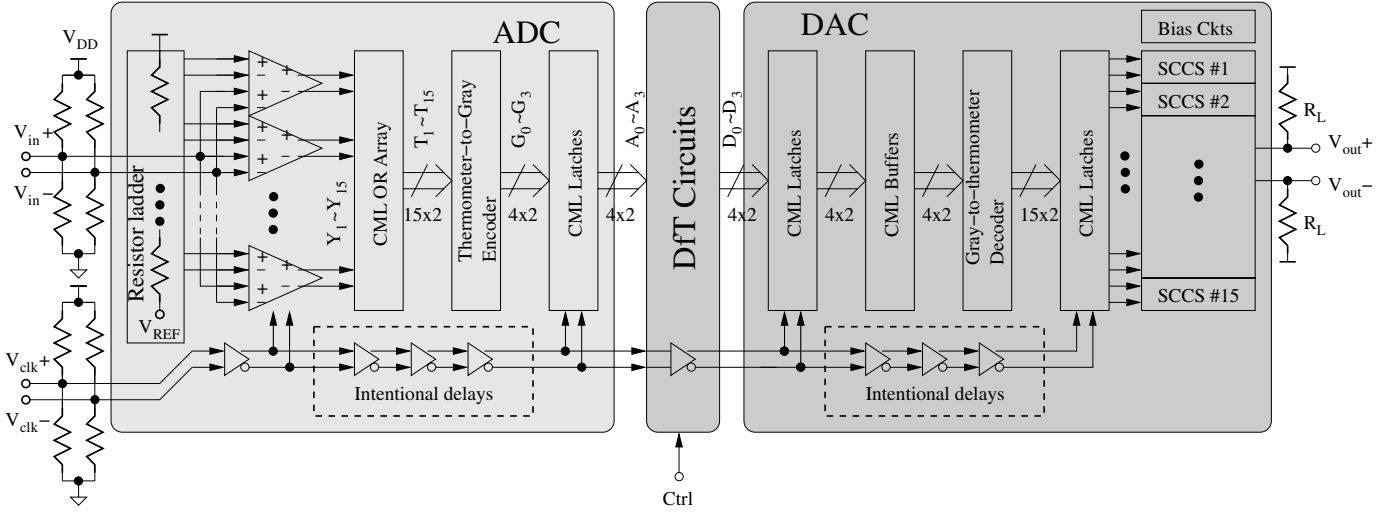 ADC
DAC
V_DD
V_in+
V_in−
Resistor ladder
V_REF
+ − + − + −
+ − + − + −
+ − + − + −
Y_1~Y_15
CML OR Array
T_1~T_15
15x2
Thermometer−to−Gray
Encoder
G_0~G_3
4x2
CML Latches
A_0~A_3
4x2
DfT Circuits
D_0~D_3
4x2
CML Latches
4x2
CML Buffers
4x2
Gray−to−thermometer
Decoder
15x2
CML Latches
Bias Ckts
SCCS #1
SCCS #2
SCCS #15
R_L
V_out+
V_out−
R_L
V_clk+
V_clk−
Intentional delays
Intentional delays
Ctrl